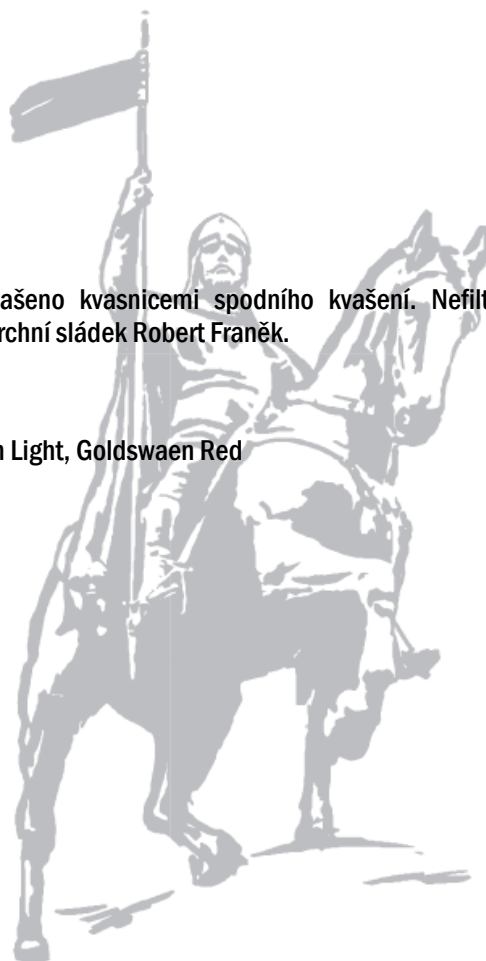 ašeno kvasnicemi spodního kvašení. Nefilt
rchní sládek Robert Franěk.
n Light, Goldswaen Red